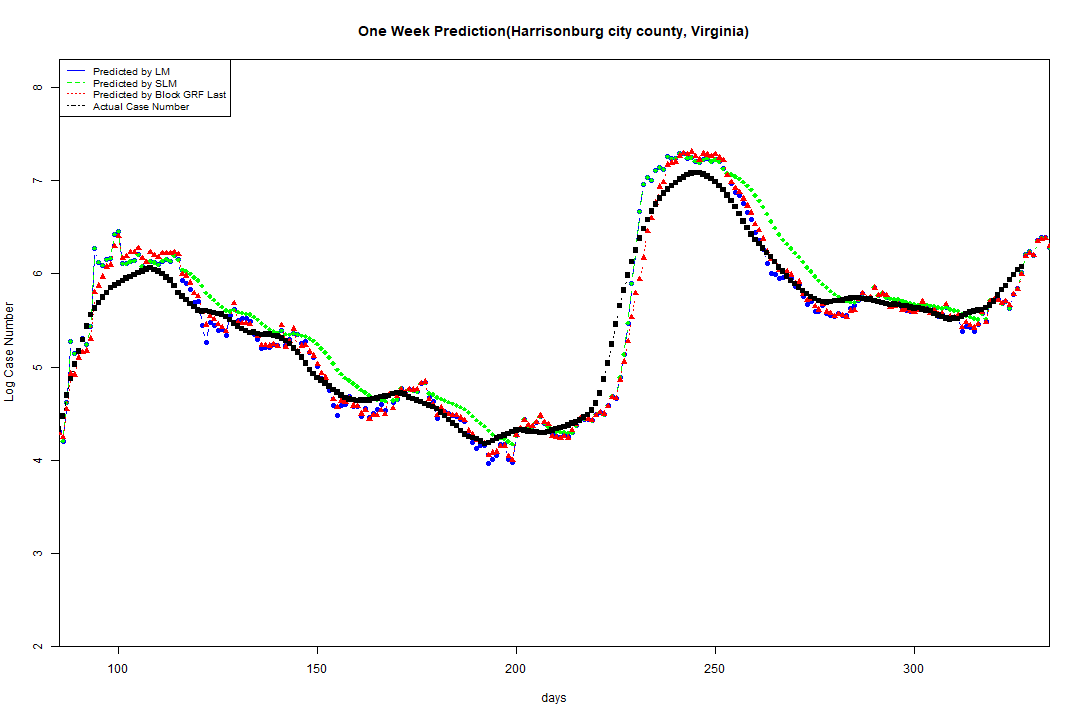 One Week Prediction(Harrisonburg city county, Virginia)
Predicted by LM
Predicted by SLM
Predicted by Block GRF Last
Actual Case Number
Log Case Number
8
7
6
5
4
3
2
100 150 200 250 300
days